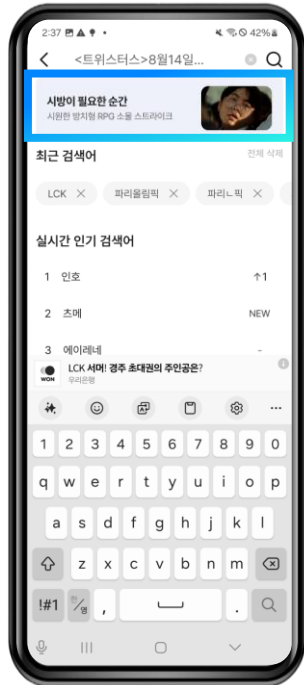 2:37
42%
<트위스터스>8월14일...
시방이 필요한 순간
시원한 방치형 RPG 소울 스트라이크
최근 검색어
전체 삭제
LCK
파리올림픽
파리ㄴ픽
실시간 인기 검색어
1 인호 ↑1
2 츠메 NEW
3 에이레네 -
WON
LCK 서머! 경주 초대권의 주인공은?
우리은행
1 2 3 4 5 6 7 8 9 0
q w e r t y u i o p
a s d f g h j k l
z x c v b n m
!#1 한/영 , .